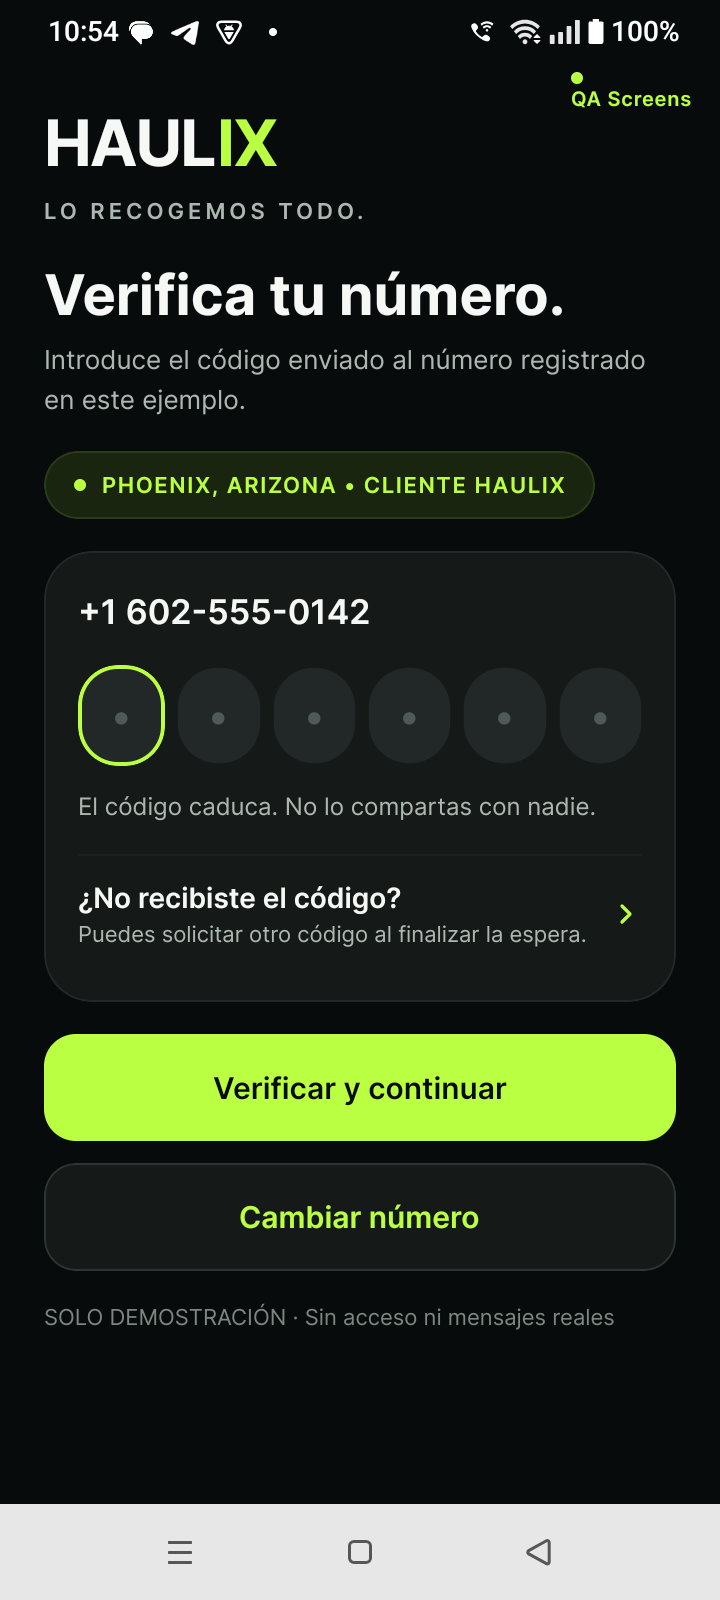 10:54
100%
QA Screens
HAULIX
LO RECOGEMOS TODO.
Verifica tu número.
Introduce el código enviado al número registrado
en este ejemplo.
PHOENIX, ARIZONA • CLIENTE HAULIX
+1 602-555-0142
El código caduca. No lo compartas con nadie.
¿No recibiste el código?
Puedes solicitar otro código al finalizar la espera.
Verificar y continuar
Cambiar número
SOLO DEMOSTRACIÓN · Sin acceso ni mensajes reales